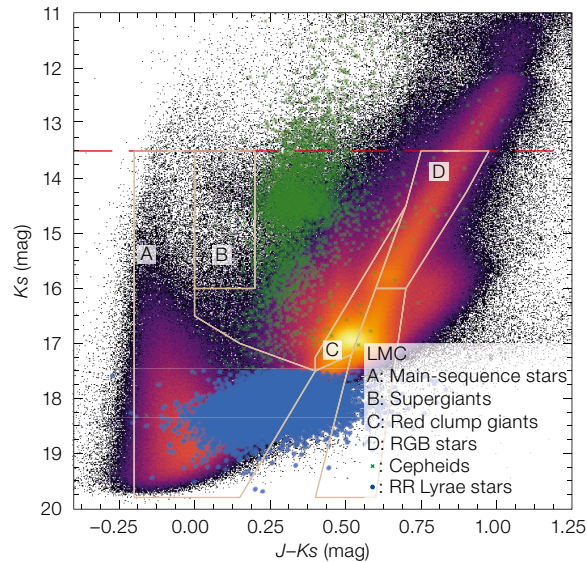 11
12
13
14
15
16
17
18
19
20
Ks (mag)
A
B
C
D
LMC
A: Main-sequence stars
B: Supergiants
C: Red clump giants
D: RGB stars
: Cepheids
: RR Lyrae stars
−0.25 0.00 0.25 0.50 0.75 1.00 1.25
J–Ks (mag)